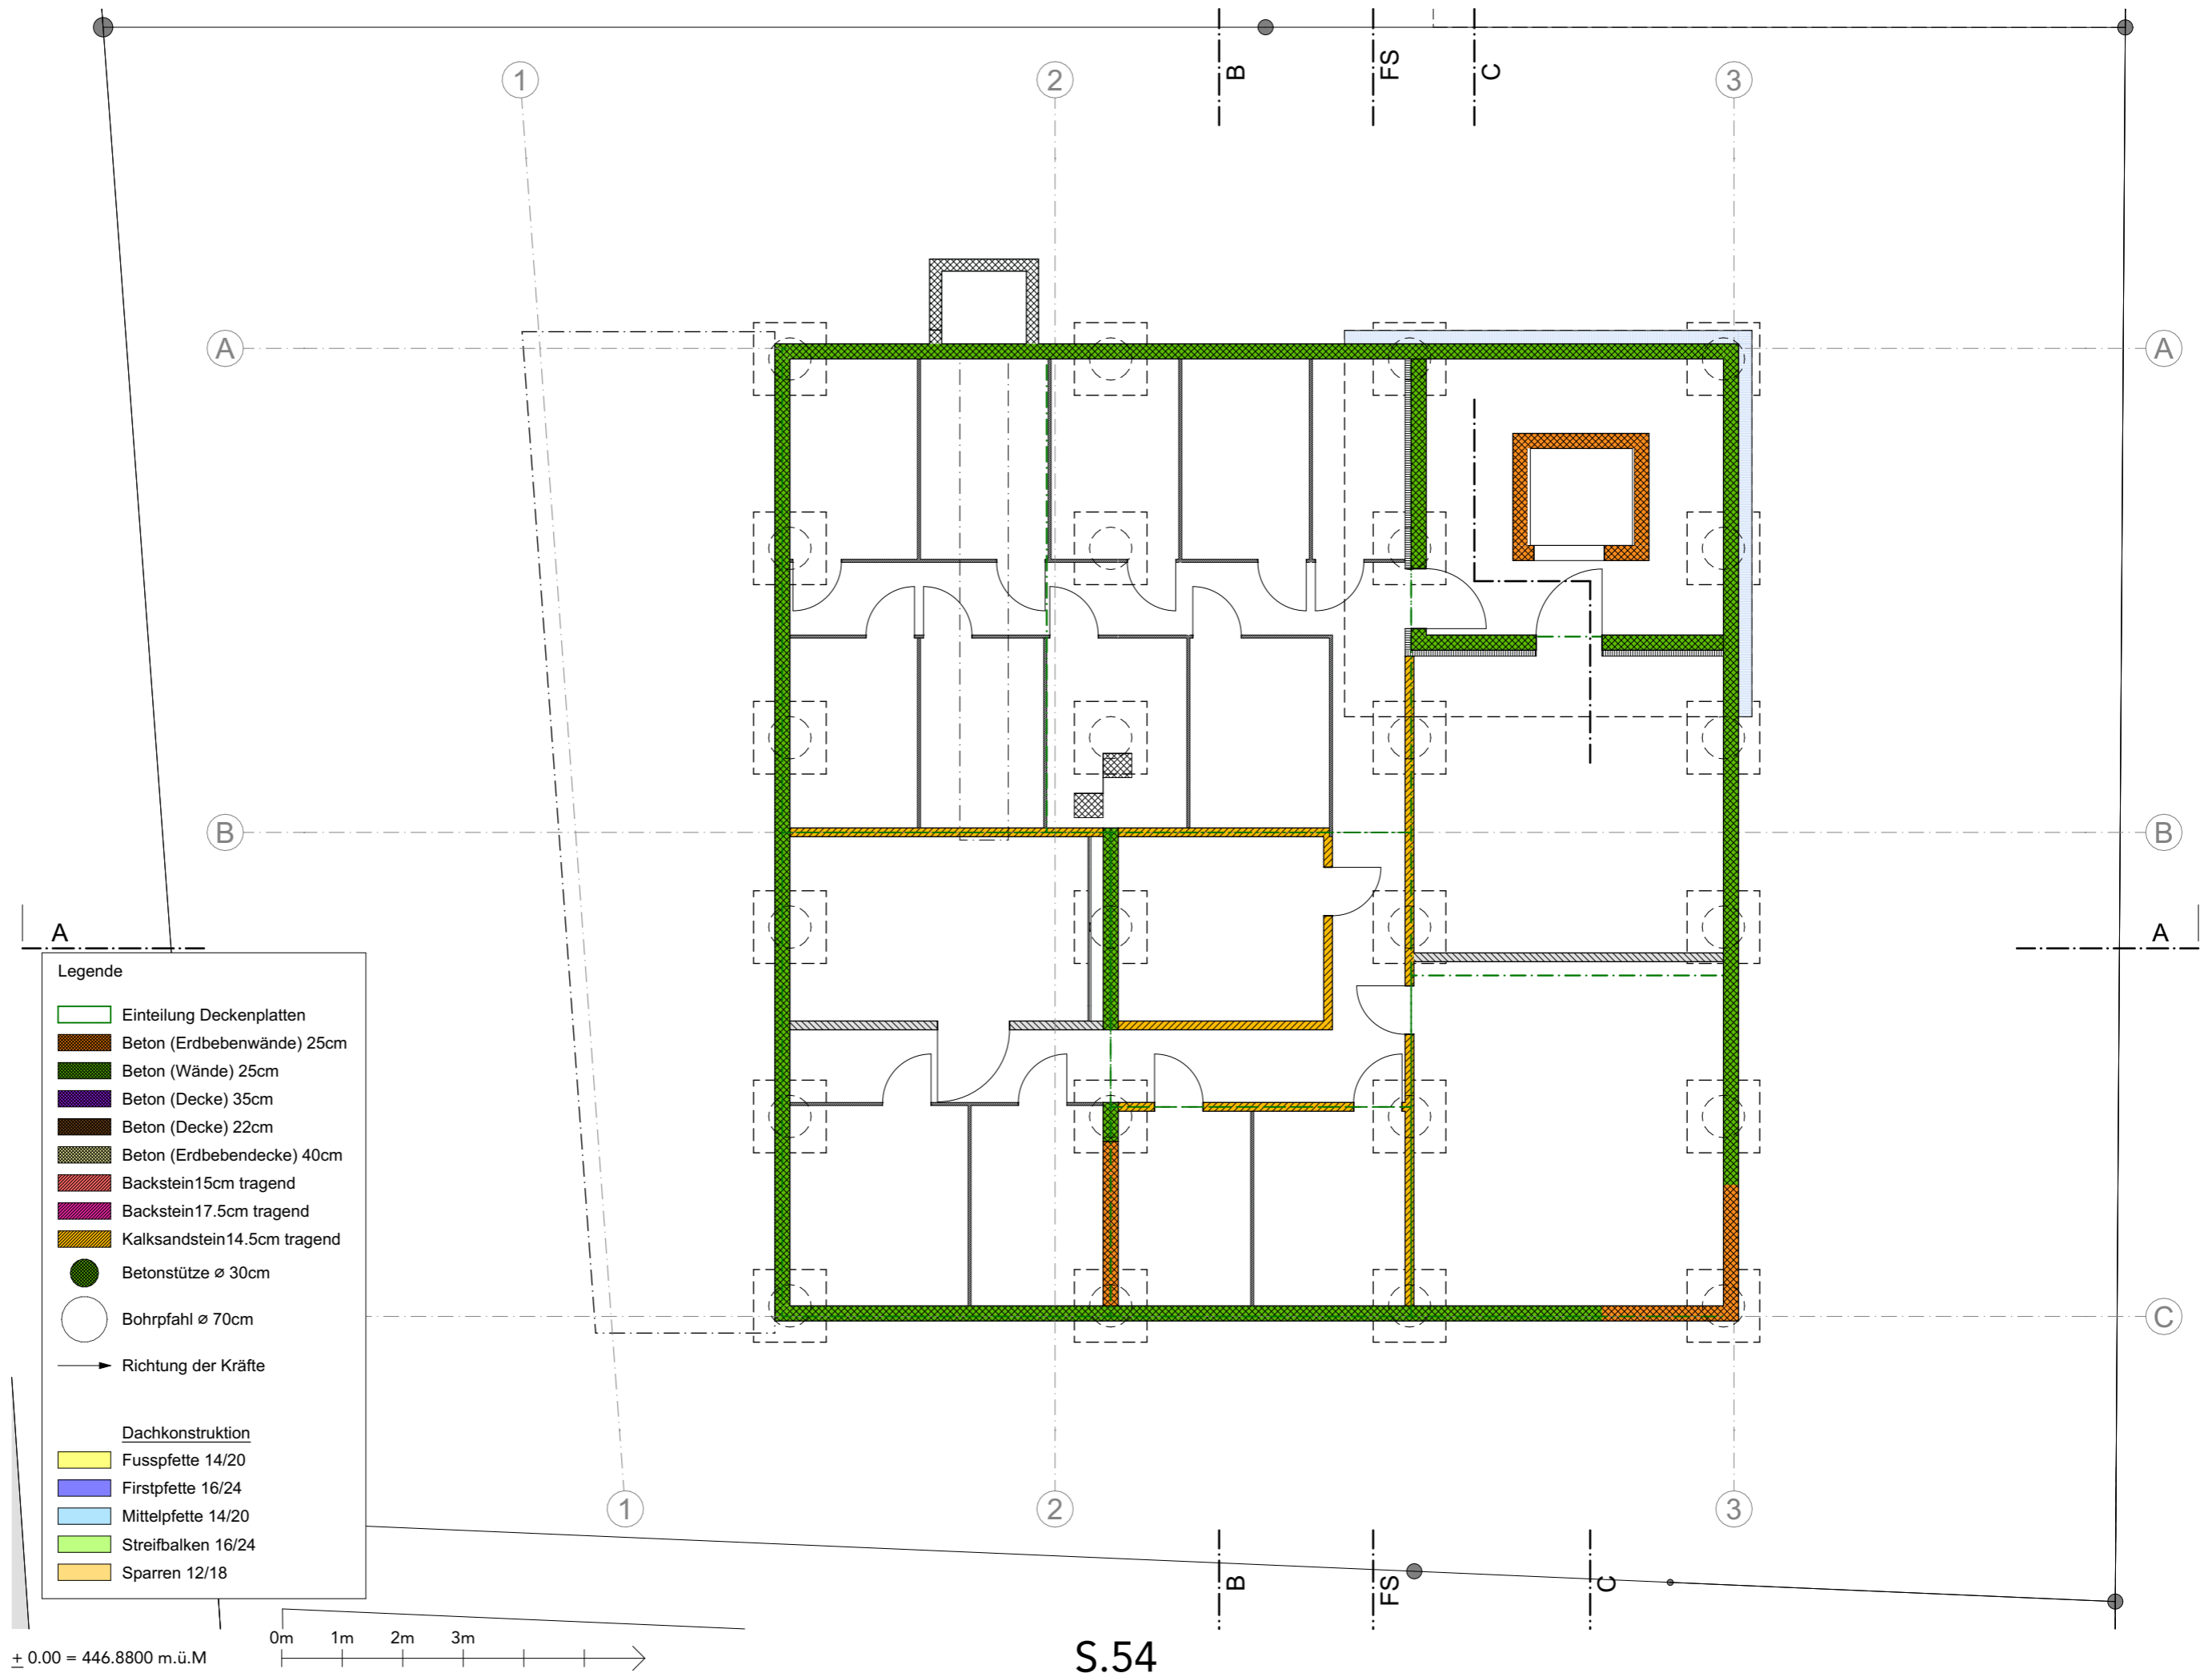 B
FS
C
1
2
3
A
A
B
B
A
A
Legende
Einteilung Deckenplatten
Beton (Erdbebenwände) 25cm
Beton (Wände) 25cm
Beton (Decke) 35cm
Beton (Decke) 22cm
Beton (Erdbebendecke) 40cm
Backstein15cm tragend
Backstein17.5cm tragend
Kalksandstein14.5cm tragend
Betonstütze ⌀ 30cm
Bohrpfahl ⌀ 70cm
Richtung der Kräfte
Dachkonstruktion
Fusspfette 14/20
Firstpfette 16/24
Mittelpfette 14/20
Streifbalken 16/24
Sparren 12/18
C
1
2
3
B
FS
C
0m 1m 2m 3m
± 0.00 = 446.8800 m.ü.M
S.54